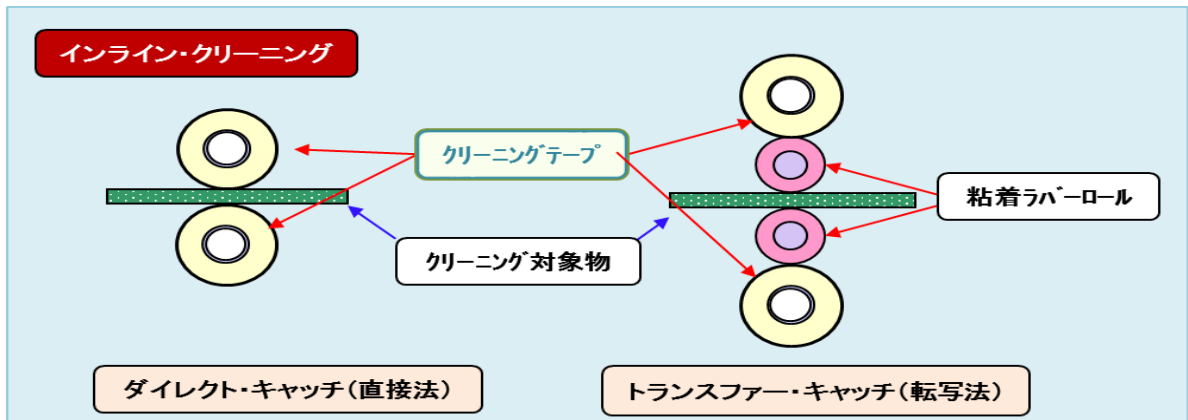 インライン・クリーニング
クリーニングテープ
粘着ラバーロール
クリーニング対象物
ダイレクト・キャッチ(直接法)
トランスファー・キャッチ(転写法)